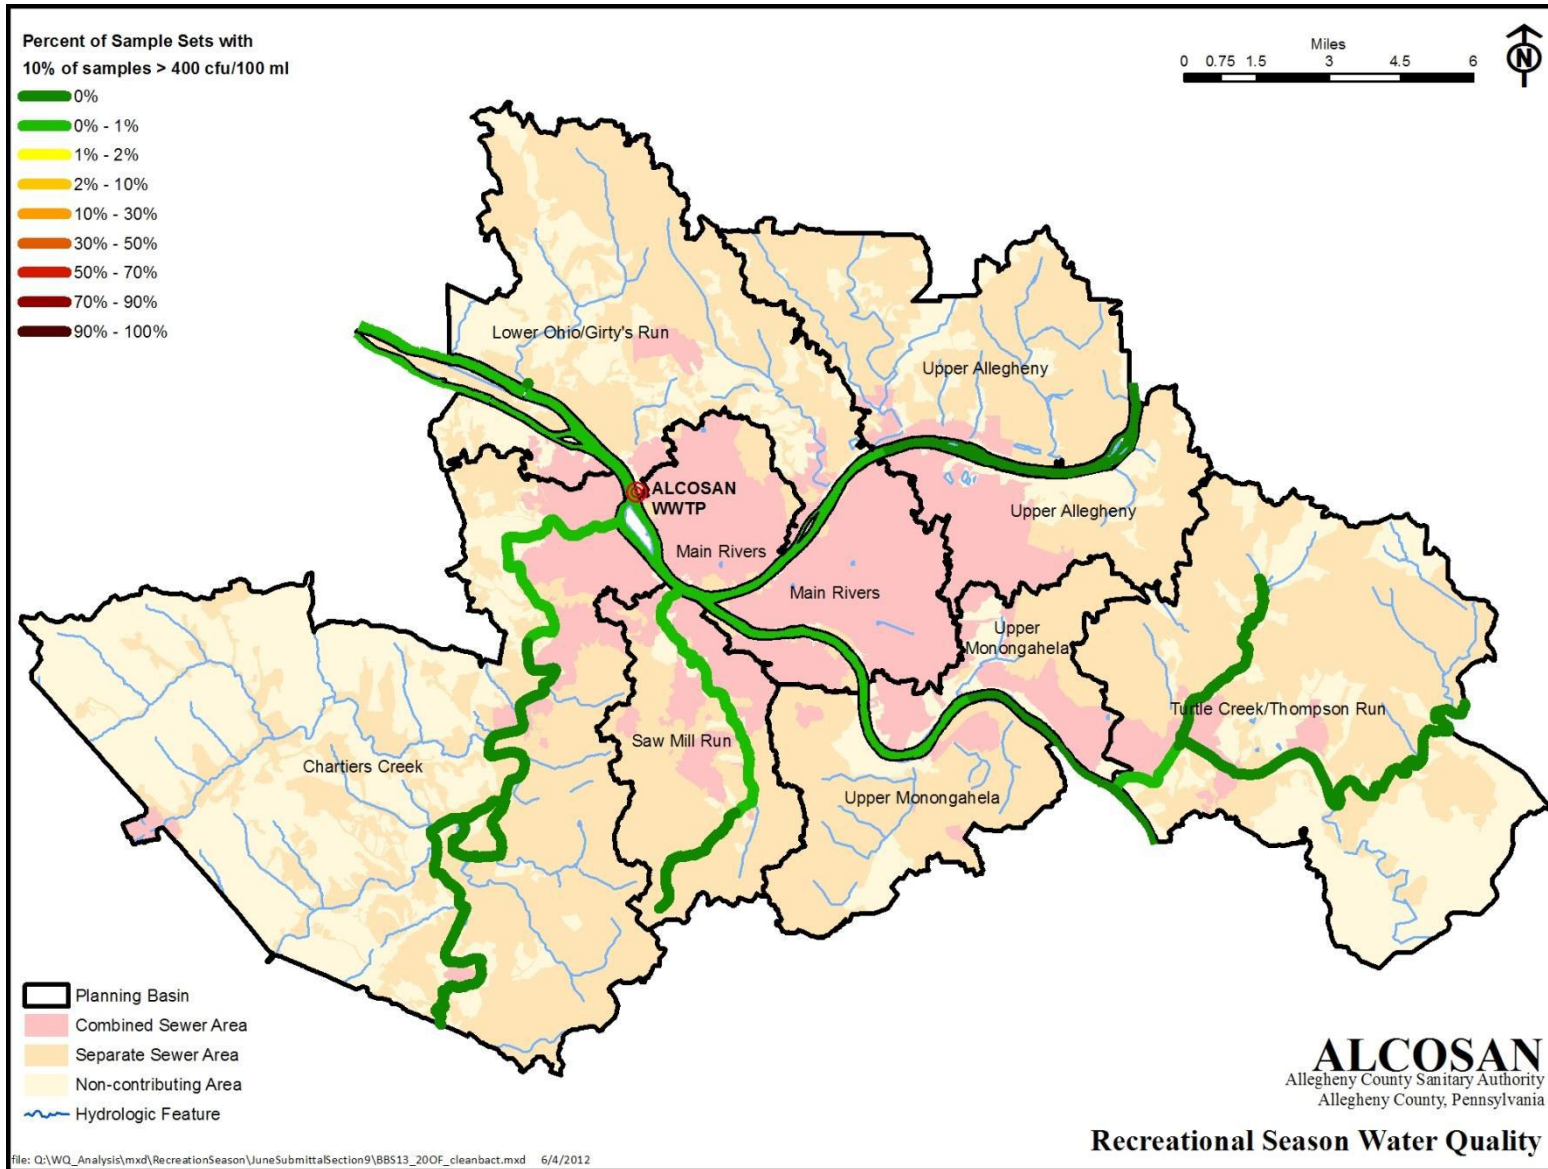 Percent of Sample Sets with
10% of samples > 400 cfu/100 ml
0%
0% - 1%
1% - 2%
2% - 10%
10% - 30%
30% - 50%
50% - 70%
70% - 90%
90% - 100%
Miles
0 0.75 1.5 3 4.5 6
N
Lower Ohio/Girty's Run
Upper Allegheny
ALCOSAN
WWTP
Upper Allegheny
Main Rivers
Main Rivers
Upper
Monongahela
Turtle Creek/Thompson Run
Saw Mill Run
Chartiers Creek
Upper Monongahela
Planning Basin
Combined Sewer Area
Separate Sewer Area
Non-contributing Area
Hydrologic Feature
ALCOSAN
Allegheny County Sanitary Authority
Allegheny County, Pennsylvania
Recreational Season Water Quality
file: Q:\WQ_Analysis\mxd\RecreationSeason\JuneSubmittalSection9\BBS13_20OF_cleanbact.mxd 6/4/2012